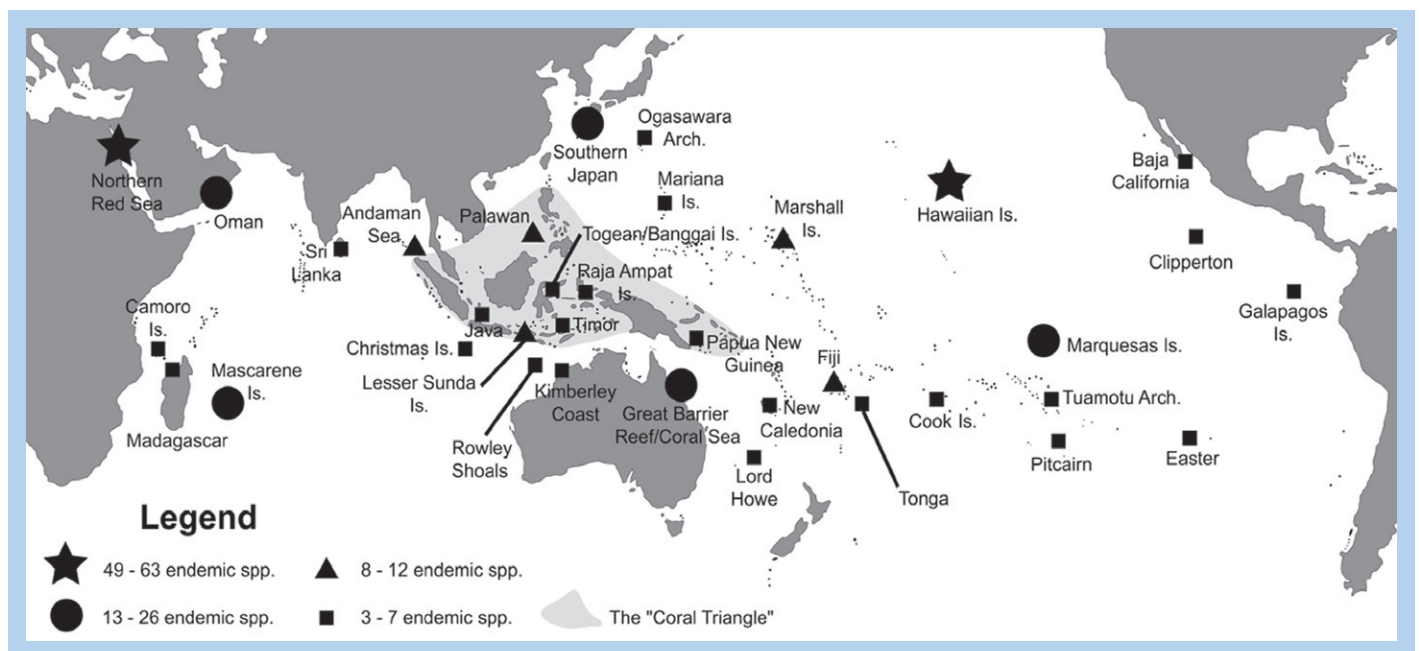 Northern
Red Sea
Oman
Sri
Lanka
Andaman
Sea
Palawan
Southern
Japan
Ogasawara
Arch.
Mariana
Is.
Togean/Banggai Is.
Raja Ampat
Is.
Marshall
Is.
Hawaiian Is.
Baja
California
Clipperton
Galapagos
Is.
Camoro
Is.
Mascarene
Is.
Madagascar
Java
Timor
Christmas Is.
Lesser Sunda
Is.
Papua New
Guinea
Rowley
Shoals
Kimberley
Coast
Great Barrier
Reef/Coral Sea
Fiji
New
Caledonia
Lord
Howe
Tonga
Cook Is.
Marquesas Is.
Tuamotu Arch.
Pitcairn
Easter
Legend
49 - 63 endemic spp.
8 - 12 endemic spp.
13 - 26 endemic spp.
3 - 7 endemic spp.
The "Coral Triangle"